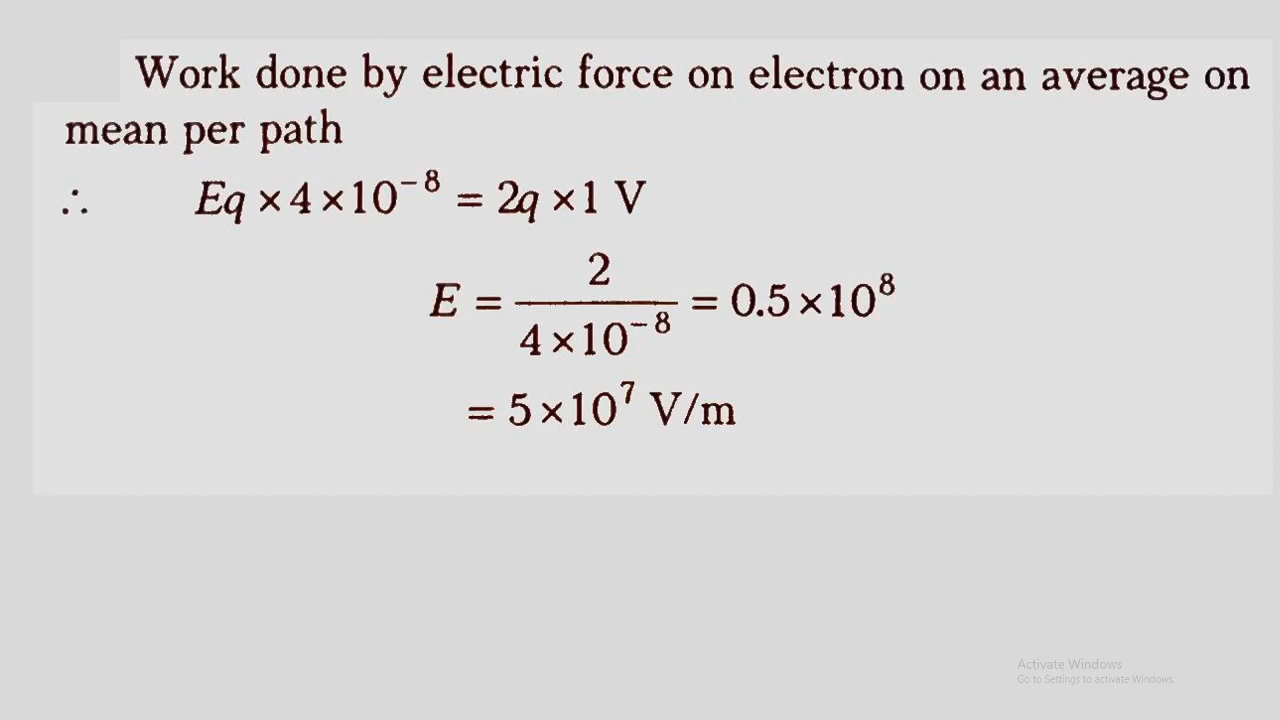 Work done by electric force on electron on an average on
mean per path
∴ Eq × 4 × 10⁻⁸ = 2q × 1 V
E = 2 / (4 × 10⁻⁸) = 0.5 × 10⁸
= 5 × 10⁷ V/m
Activate Windows
Go to Settings to activate Windows.